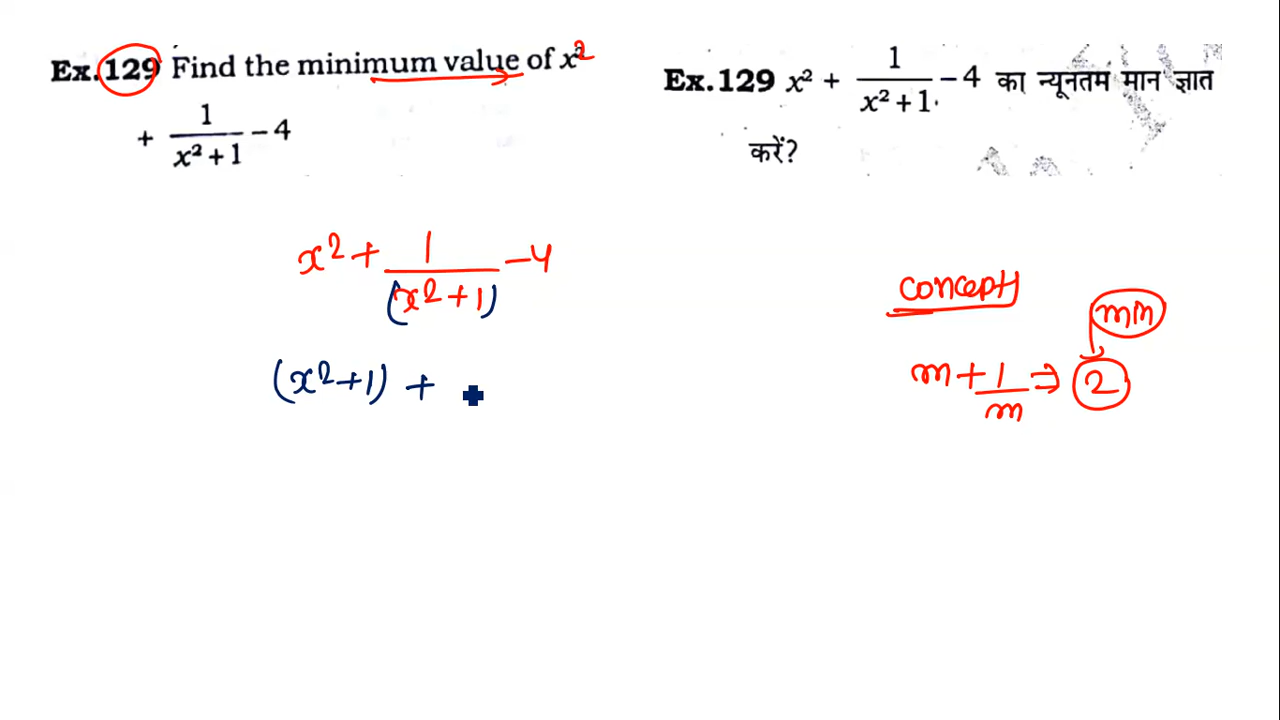 Ex.129 Find the minimum value of x²
+ 1/(x² + 1) − 4
Ex.129 x² + 1/(x² + 1) − 4 का न्यूनतम मान ज्ञात
करें?
x² + 1/(x² + 1) − 4
(x² + 1) +
concept
min
m + 1/m ⇒ 2